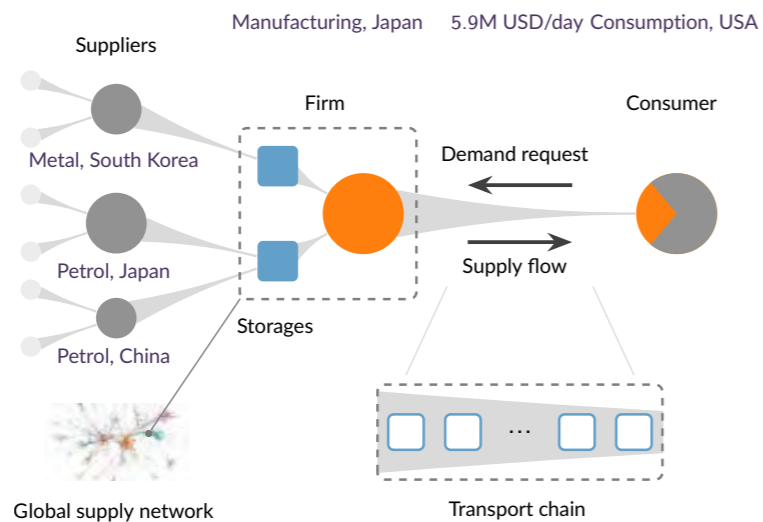 Manufacturing, Japan
5.9M USD/day Consumption, USA
Suppliers
Firm
Consumer
Metal, South Korea
Demand request
Petrol, Japan
Supply flow
Storages
Petrol, China
...
Global supply network
Transport chain